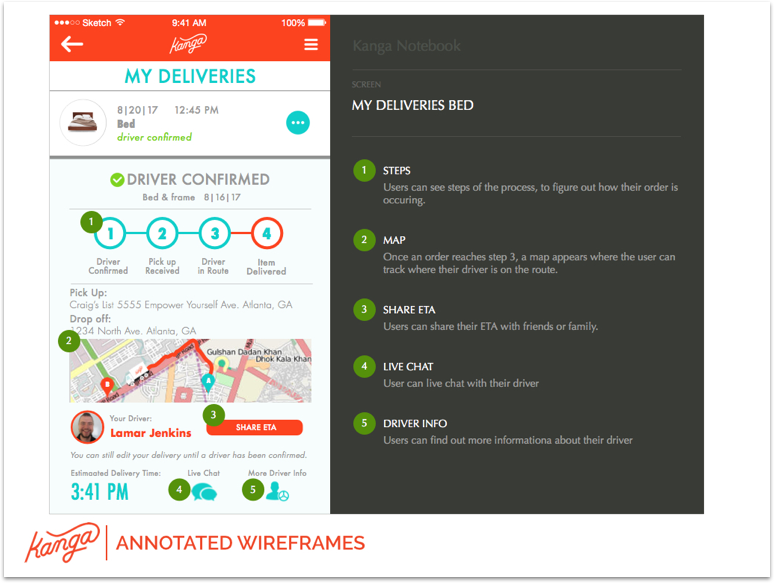 Sketch 9:41 AM 100%
Kanga
MY DELIVERIES
8|20|17 12:45 PM
Bed
driver confirmed
DRIVER CONFIRMED
Bed & frame 8|16|17
1
1 2 3 4
Driver Confirmed
Pick up Received
Driver in Route
Item Delivered
Pick Up:
Craig's List 5555 Empower Yourself Ave. Atlanta, GA
Drop off:
1234 North Ave. Atlanta, GA
2
Gulshan Dadan Khan
Dhok Kala Khan
Road
B
A
Your Driver:
Lamar Jenkins
3
SHARE ETA
You can still edit your delivery until a driver has been confirmed.
Estimaated Delivery Time:
3:41 PM
Live Chat
4
More Driver Info
5
Kanga Notebook
SCREEN
MY DELIVERIES BED
1 STEPS
Users can see steps of the process, to figure out how their order is
occuring.
2 MAP
Once an order reaches step 3, a map appears where the user can
track where their driver is on the route.
3 SHARE ETA
Users can share their ETA with friends or family.
4 LIVE CHAT
User can live chat with their driver
5 DRIVER INFO
Users can find out more informationa about their driver
Kanga ANNOTATED WIREFRAMES